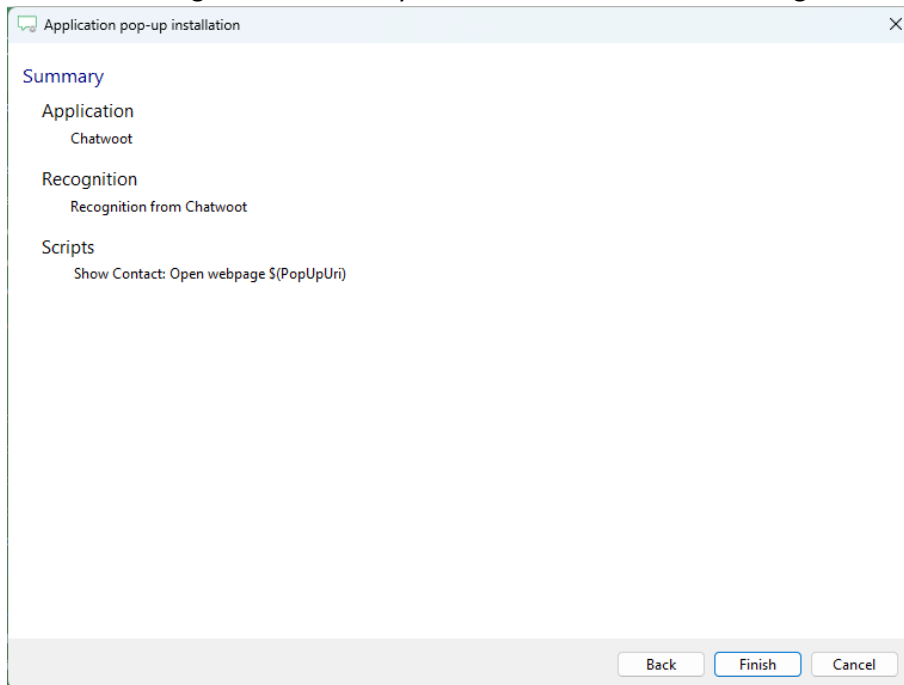 Application pop-up installation
Summary
Application
Chatwoot
Recognition
Recognition from Chatwoot
Scripts
Show Contact: Open webpage $(PopUpUri)
Back Finish Cancel